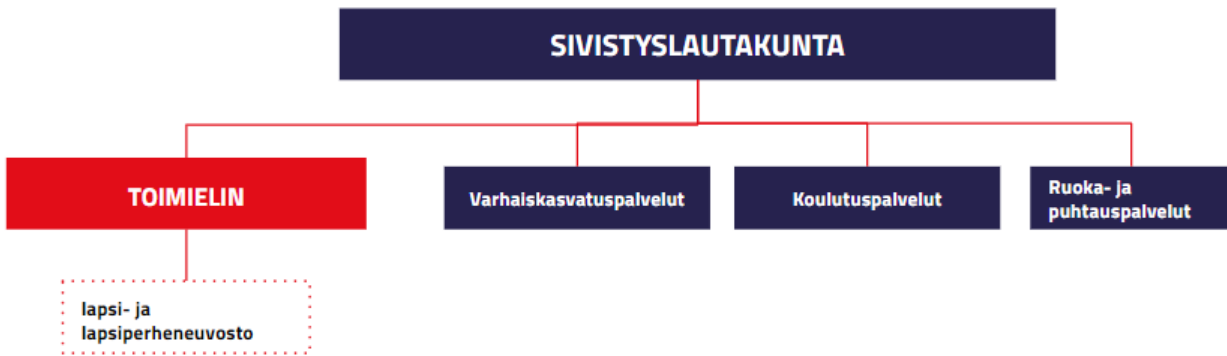 SIVISTYSLAUTAKUNTA
TOIMIELIN
Varhaiskasvatuspalvelut
Koulutuspalvelut
Ruoka- ja
puhtauspalvelut
lapsi- ja
lapsiperheneuvosto